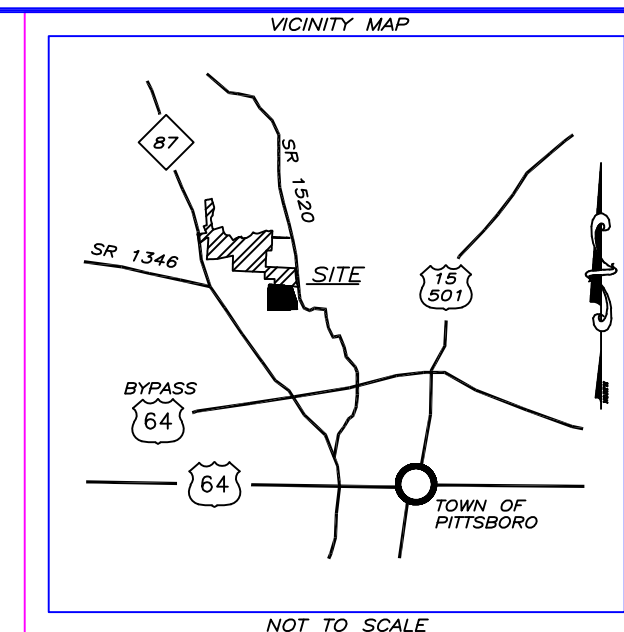 VICINITY MAP
87
SR 1520
SR 1346
SITE
15
501
BYPASS
64
64
TOWN OF
PITTSBORO
NOT TO SCALE